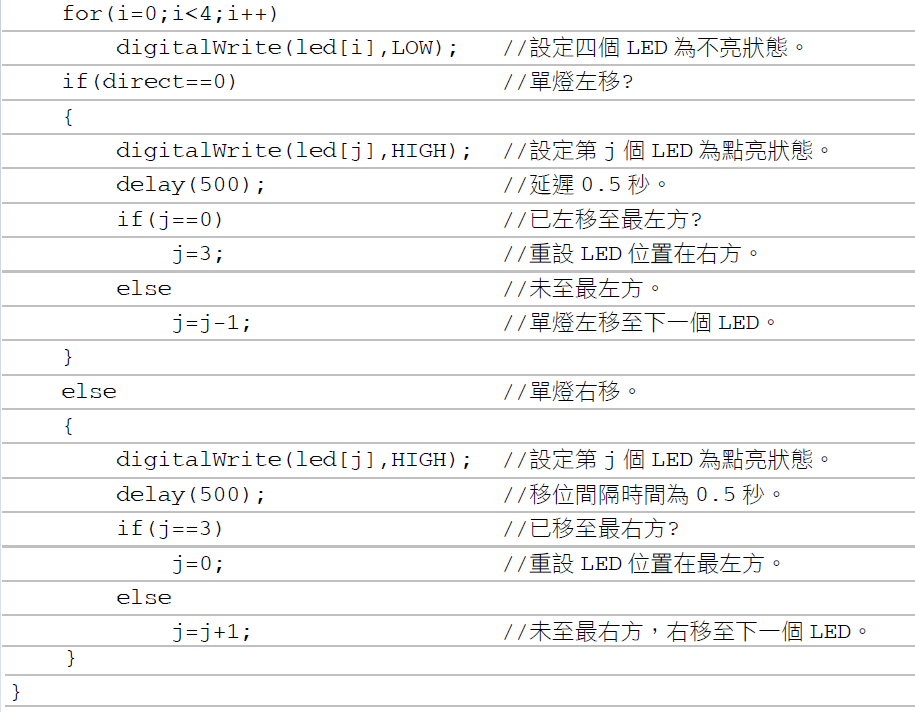 for(i=0;i<4;i++)
digitalWrite(led[i],LOW); //設定四個 LED 為不亮狀態。
if(direct==0) //單燈左移?
{
digitalWrite(led[j],HIGH); //設定第 j 個 LED 為點亮狀態。
delay(500); //延遲 0.5 秒。
if(j==0) //已左移至最左方?
j=3; //重設 LED 位置在右方。
else //未至最左方。
j=j-1; //單燈左移至下一個 LED。
}
else //單燈右移。
{
digitalWrite(led[j],HIGH); //設定第 j 個 LED 為點亮狀態。
delay(500); //移位間隔時間為 0.5 秒。
if(j==3) //已移至最右方?
j=0; //重設 LED 位置在最左方。
else
j=j+1; //未至最右方，右移至下一個 LED。
}
}